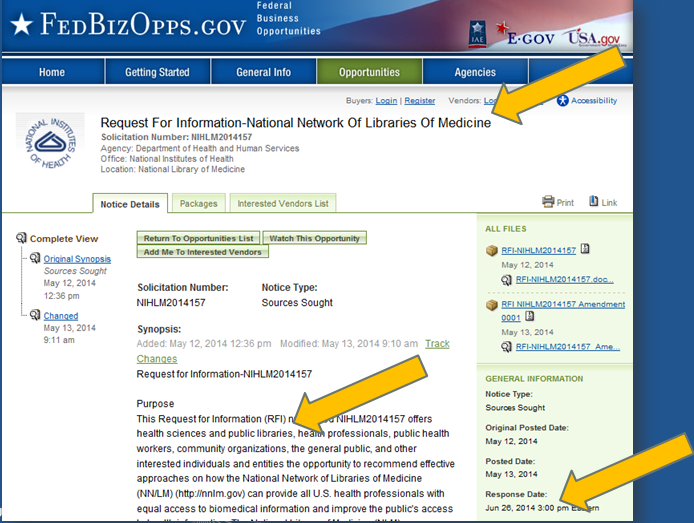 FEDBIZOPPS.GOV
Federal
Business
Opportunities
IAE
E-GOV
USA.gov
Home
Getting Started
General Info
Opportunities
Agencies
Buyers: Login | Register Vendors:
Accessibility
NATIONAL INSTITUTES OF HEALTH
Request For Information-National Network Of Libraries Of Medicine
Solicitation Number: NIHLM2014157
Agency: Department of Health and Human Services
Office: National Institutes of Health
Location: National Library of Medicine
Notice Details
Packages
Interested Vendors List
Print
Link
Complete View
Original Synopsis
Sources Sought
May 12, 2014
12:36 pm
Changed
May 13, 2014
9:11 am
Return To Opportunities List
Watch This Opportunity
Add Me To Interested Vendors
Solicitation Number:
NIHLM2014157
Notice Type:
Sources Sought
Synopsis:
Added: May 12, 2014 12:36 pm Modified: May 13, 2014 9:10 am Track
Changes
Request for Information-NIHLM2014157
Purpose
This Request for Information (RFI) NIHLM2014157 offers
health sciences and public libraries, health professionals, public health
workers, community organizations, the general public, and other
interested individuals and entities the opportunity to recommend effective
approaches on how the National Network of Libraries of Medicine
(NN/LM) (http://nnlm.gov) can provide all U.S. health professionals with
equal access to biomedical information and improve the public's access
ALL FILES
RFI-NIHLM2014157
May 12, 2014
RFI-NIHLM2014157.doc...
RFI NIHLM2014157 Amendment
0001
May 13, 2014
RFI-NIHLM2014157_Ame...
GENERAL INFORMATION
Notice Type:
Sources Sought
Original Posted Date:
May 12, 2014
Posted Date:
May 13, 2014
Response Date:
Jun 26, 2014 3:00 pm Eastern